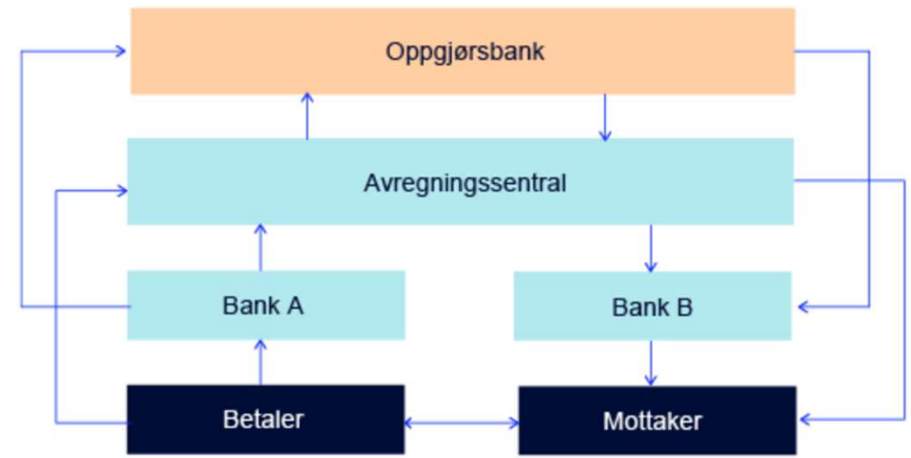 Oppgjørsbank
Avregningssentral
Bank A
Bank B
Betaler
Mottaker